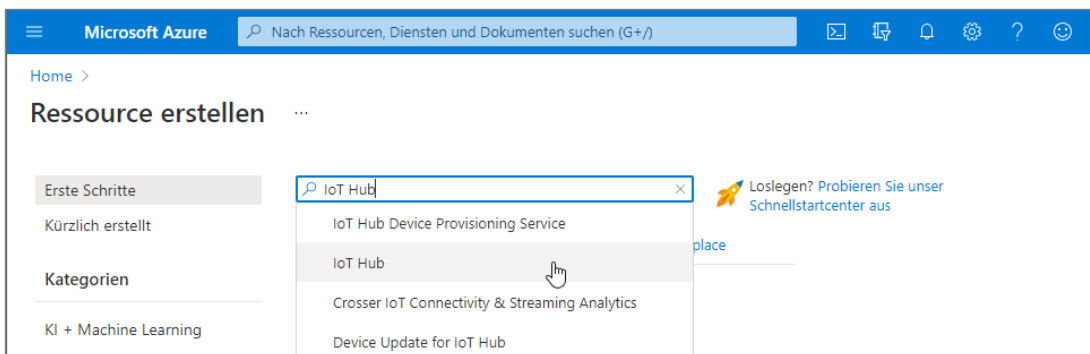 Microsoft Azure
Nach Ressourcen, Diensten und Dokumenten suchen (G+/)
Home >
Ressource erstellen ...
Erste Schritte
Kürzlich erstellt
Kategorien
KI + Machine Learning
IoT Hub
IoT Hub Device Provisioning Service
IoT Hub
Crosser IoT Connectivity & Streaming Analytics
Device Update for IoT Hub
Loslegen? Probieren Sie unser
Schnellstartcenter aus
place